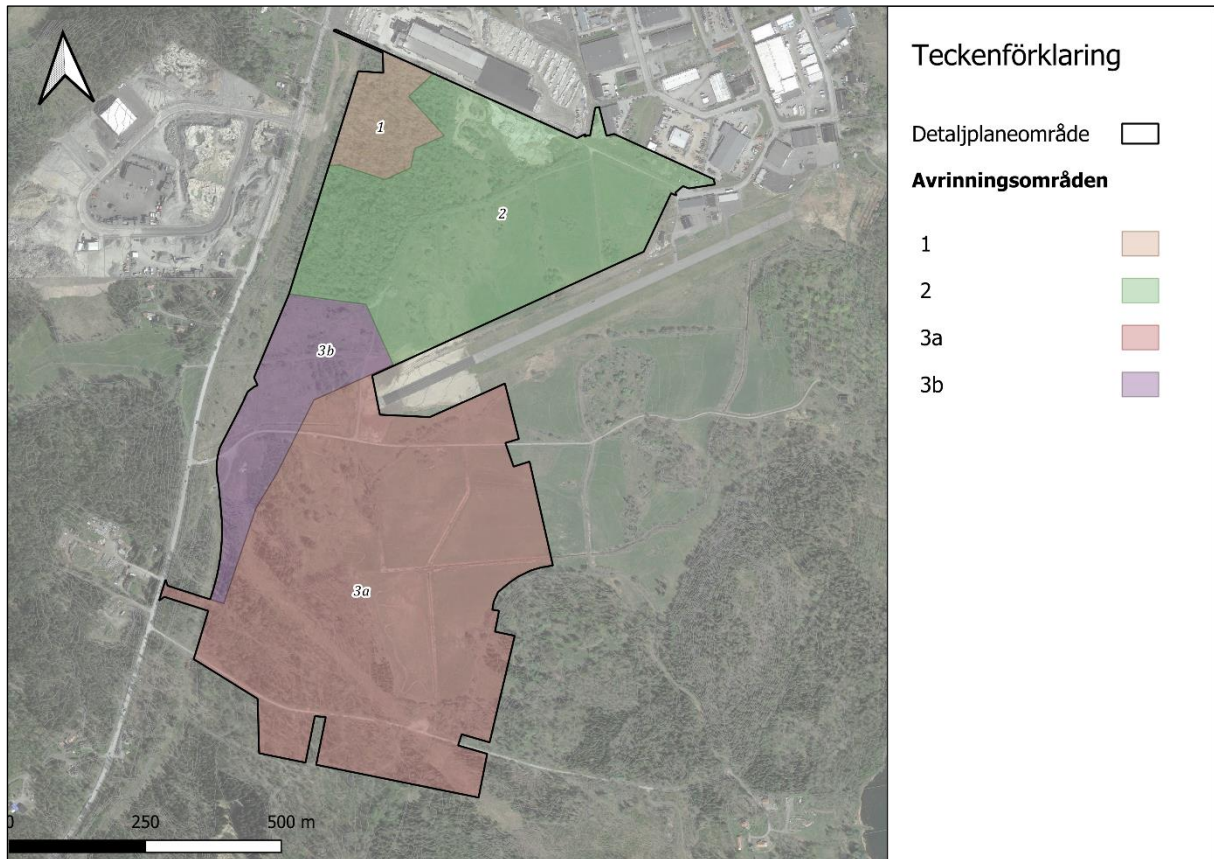 Teckenförklaring
Detaljplaneområde
Avrinningsområden
1
2
3a
3b
1
2
3b
3a
0 250 500 m